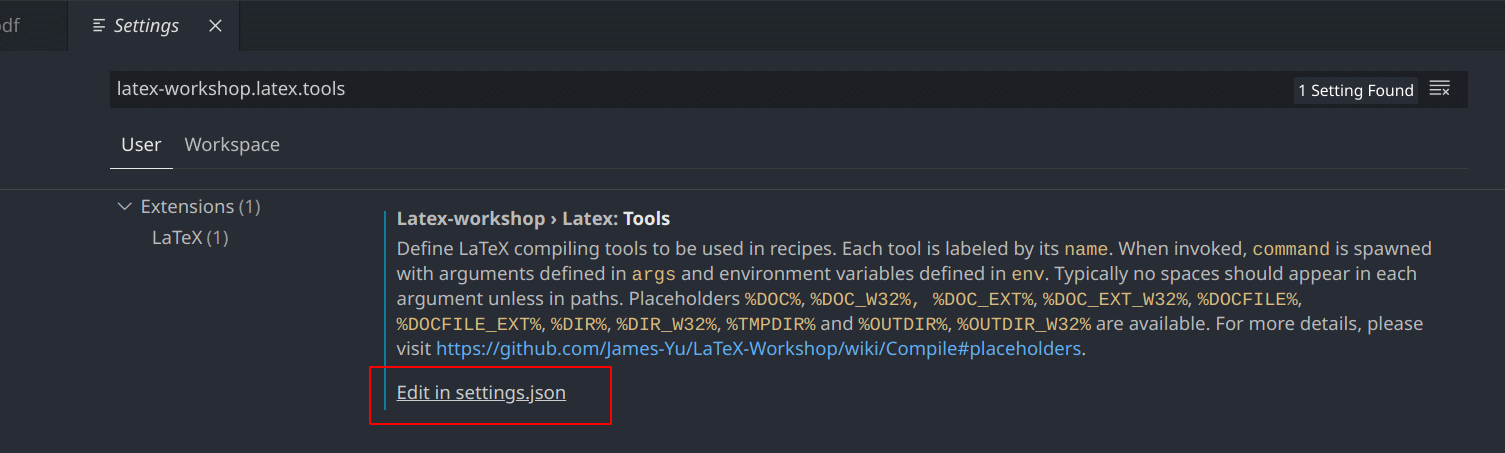 df Settings
latex-workshop.latex.tools 1 Setting Found
User Workspace
Extensions (1)
LaTeX (1)
Latex-workshop › Latex: Tools
Define LaTeX compiling tools to be used in recipes. Each tool is labeled by its name. When invoked, command is spawned
with arguments defined in args and environment variables defined in env. Typically no spaces should appear in each
argument unless in paths. Placeholders %DOC%, %DOC_W32%, %DOC_EXT%, %DOC_EXT_W32%, %DOCFILE%,
%DOCFILE_EXT%, %DIR%, %DIR_W32%, %TMPDIR% and %OUTDIR%, %OUTDIR_W32% are available. For more details, please
visit https://github.com/James-Yu/LaTeX-Workshop/wiki/Compile#placeholders.
Edit in settings.json